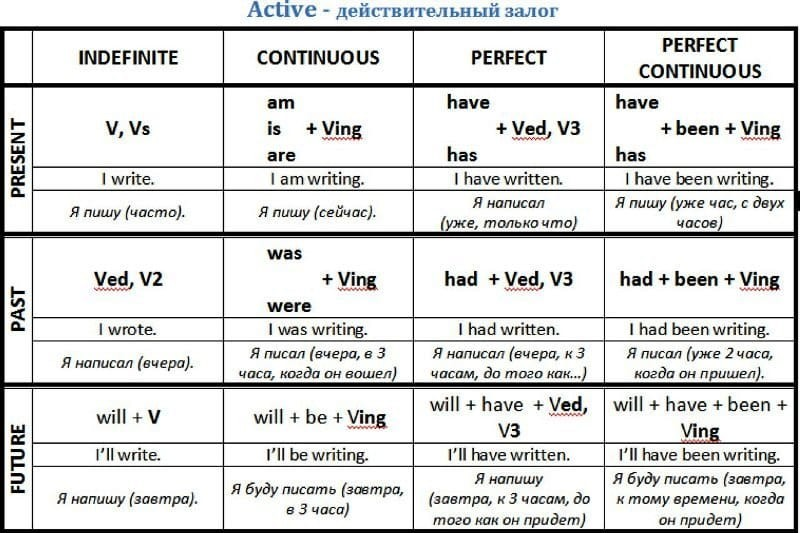 Active - действительный залог
INDEFINITE
CONTINUOUS
PERFECT
PERFECT
CONTINUOUS
PRESENT
V, Vs
am
is + Ving
are
have
+ Ved, V3
has
have
+ been + Ving
has
I write.
I am writing.
I have written.
I have been writing.
Я пишу (часто).
Я пишу (сейчас).
Я написал
(уже, только что)
Я пишу (уже час, с двух
часов)
PAST
Ved, V2
was
+ Ving
were
had + Ved, V3
had + been + Ving
I wrote.
I was writing.
I had written.
I had been writing.
Я написал (вчера).
Я писал (вчера, в 3
часа, когда он вошел)
Я написал (вчера, к 3
часам, до того как...)
Я писал (уже 2 часа,
когда он пришел).
FUTURE
will + V
will + be + Ving
will + have + Ved,
V3
will + have + been +
Ving
I'll write.
I'll be writing.
I'll have written.
I'll have been writing.
Я напишу (завтра).
Я буду писать (завтра,
в 3 часа)
Я напишу
(завтра, к 3 часам, до
того как он придет)
Я буду писать (завтра,
к тому времени, когда
он придет)